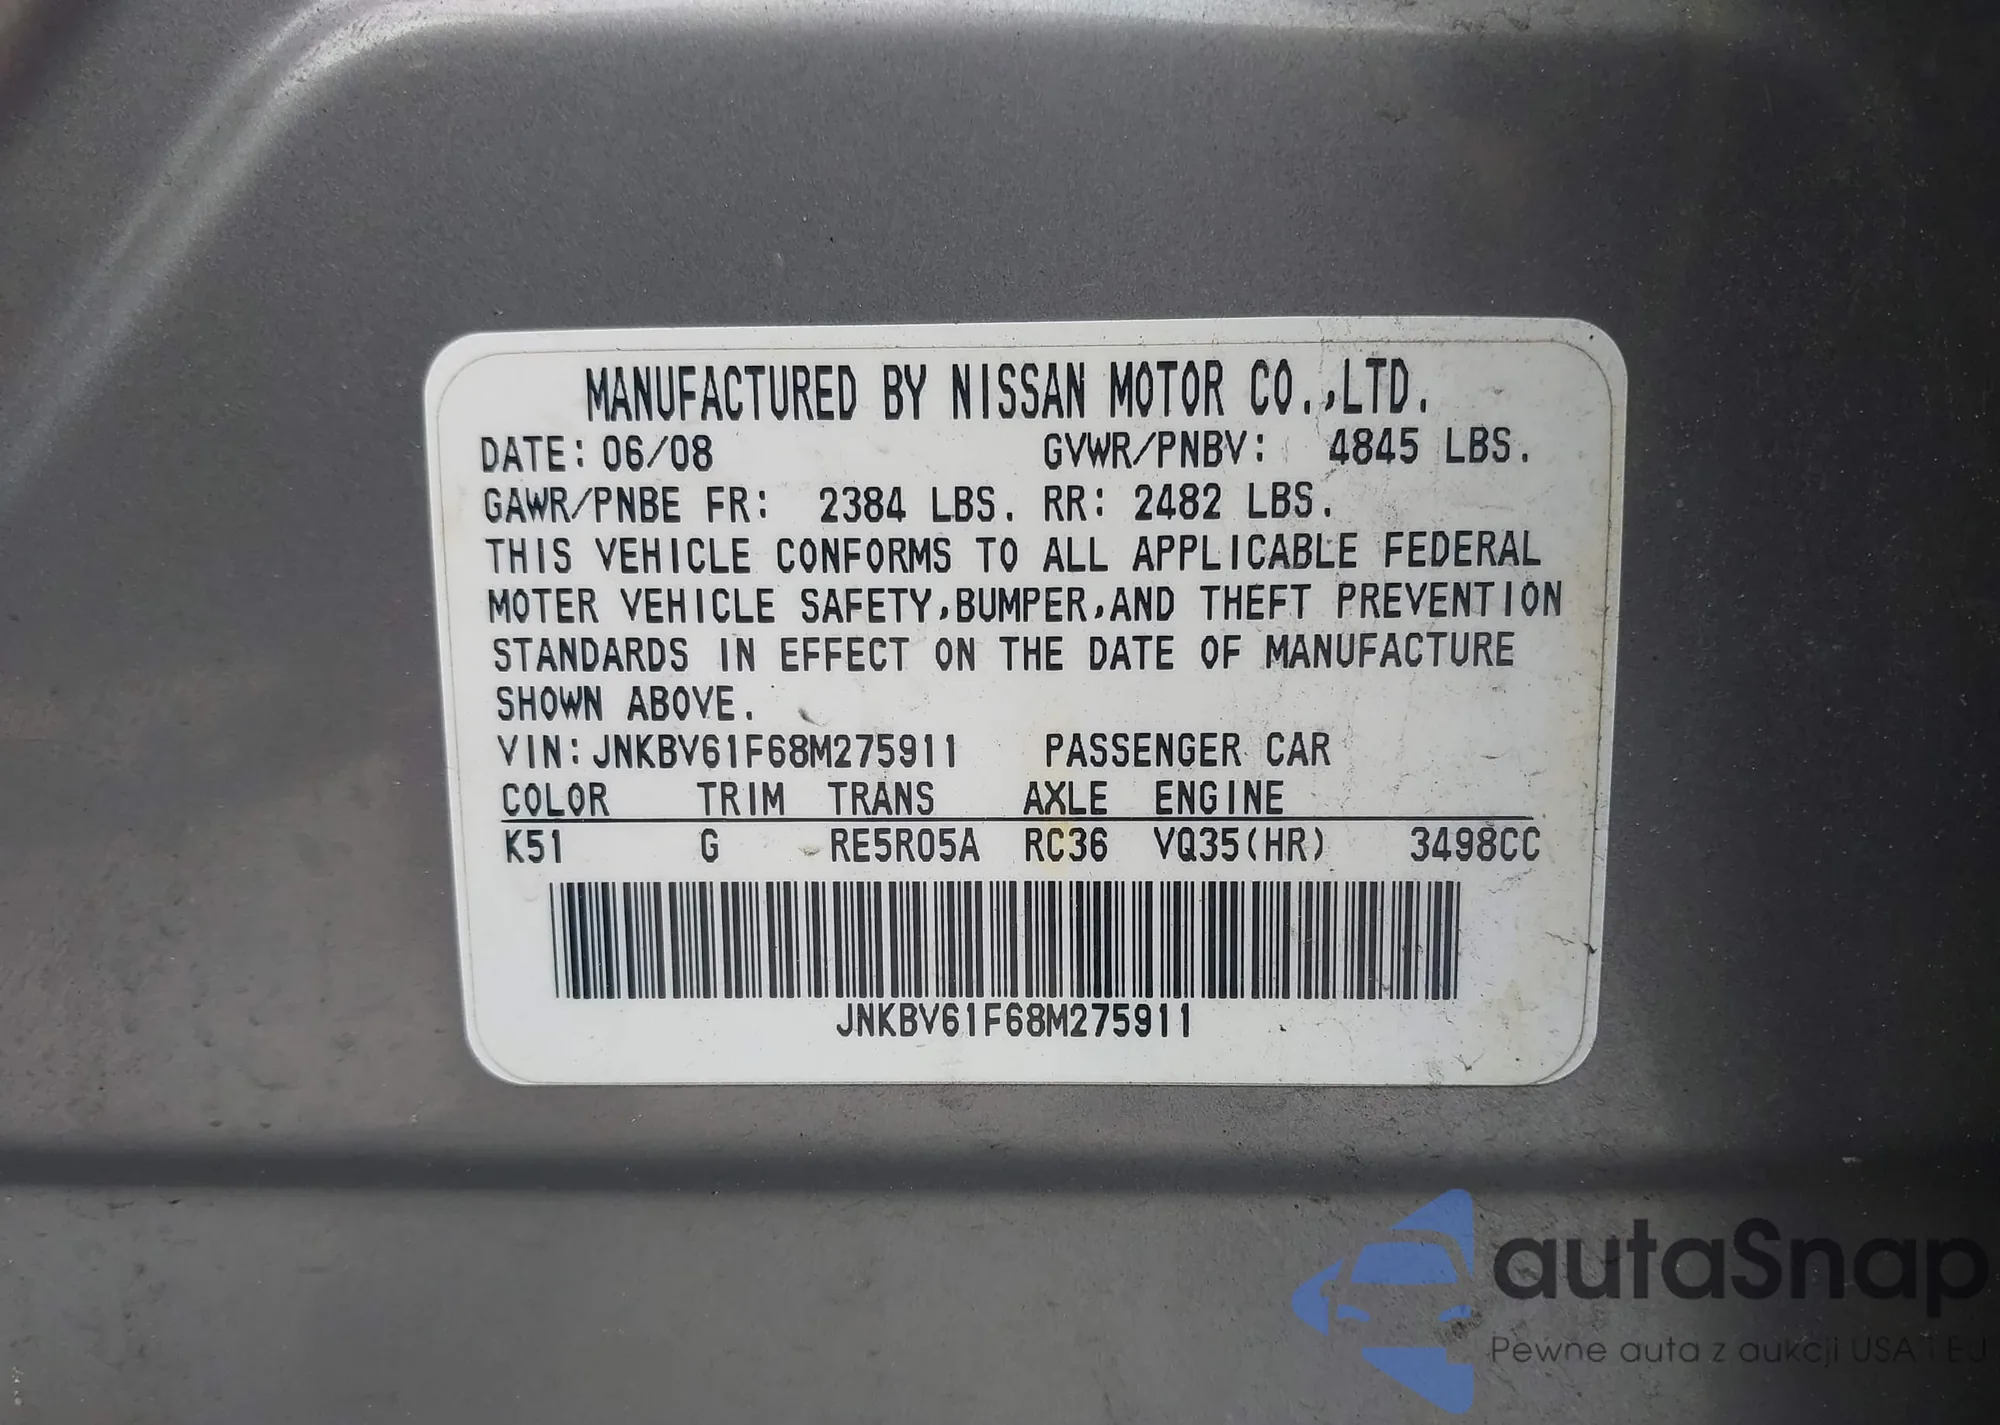 MANUFACTURED BY NISSAN MOTOR CO.,LTD.
DATE: 06/08 GVWR/PNBV: 4845 LBS.
GAWR/PNBE FR: 2384 LBS. RR: 2482 LBS.
THIS VEHICLE CONFORMS TO ALL APPLICABLE FEDERAL
MOTER VEHICLE SAFETY,BUMPER,AND THEFT PREVENTION
STANDARDS IN EFFECT ON THE DATE OF MANUFACTURE
SHOWN ABOVE.
VIN: JNKBV61F68M275911 PASSENGER CAR
COLOR TRIM TRANS AXLE ENGINE
K51 G RE5R05A RC36 VQ35(HR) 3498CC
JNKBV61F68M275911
autaSnap
Pewne auta z aukcji USA i EU